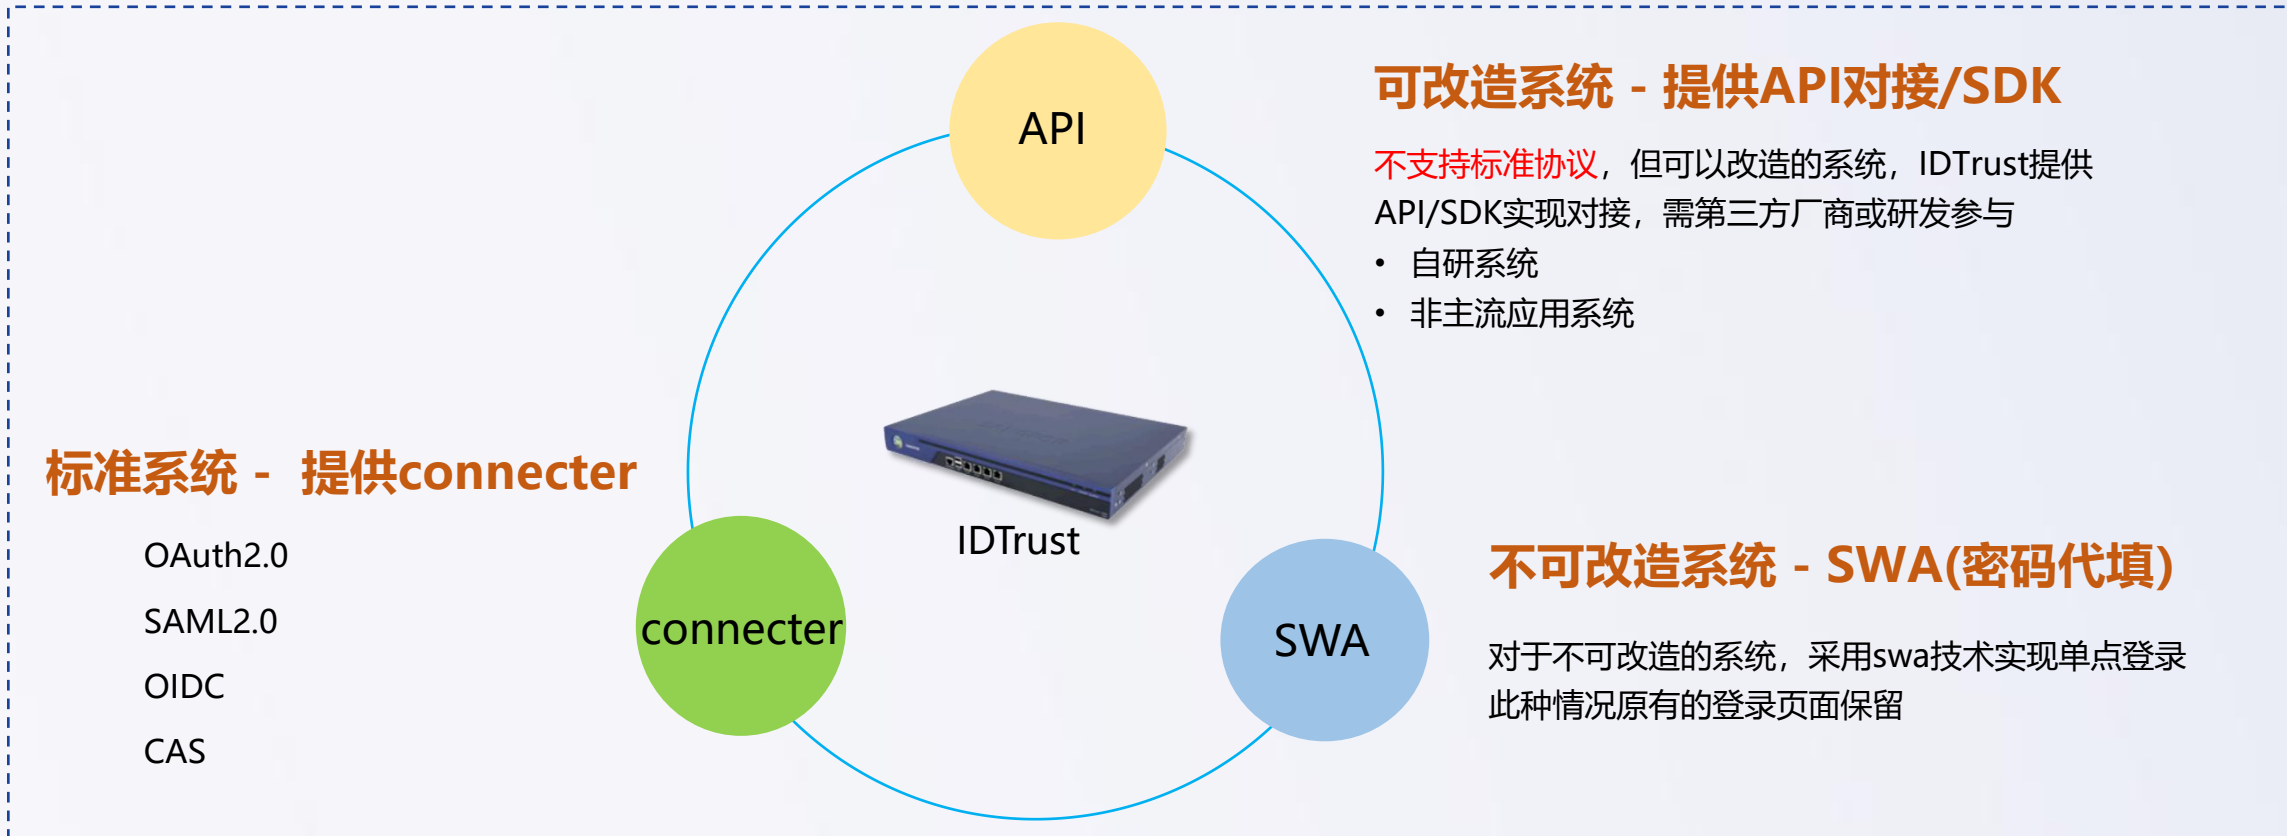 API
可改造系统 - 提供API对接/SDK
不支持标准协议，但可以改造的系统，IDTrust提供
API/SDK实现对接，需第三方厂商或研发参与
• 自研系统
• 非主流应用系统
标准系统 - 提供connecter
OAuth2.0
SAML2.0
OIDC
CAS
connecter
IDTrust
SWA
不可改造系统 - SWA(密码代填)
对于不可改造的系统，采用swa技术实现单点登录
此种情况原有的登录页面保留